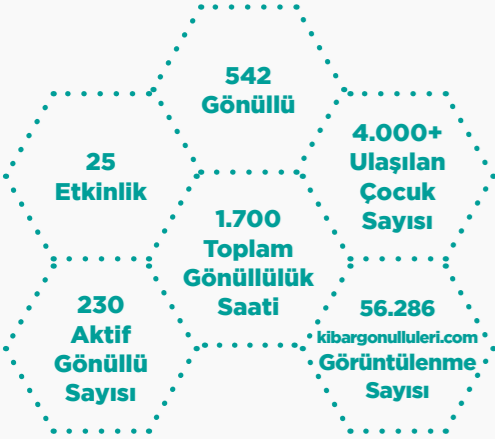 542
Gönüllü
25
Etkinlik
4.000+
Ulaşılan
Çocuk
Sayısı
1.700
Toplam
Gönüllülük
Saati
230
Aktif
Gönüllü
Sayısı
56.286
kibargonulluleri.com
Görüntülenme
Sayısı